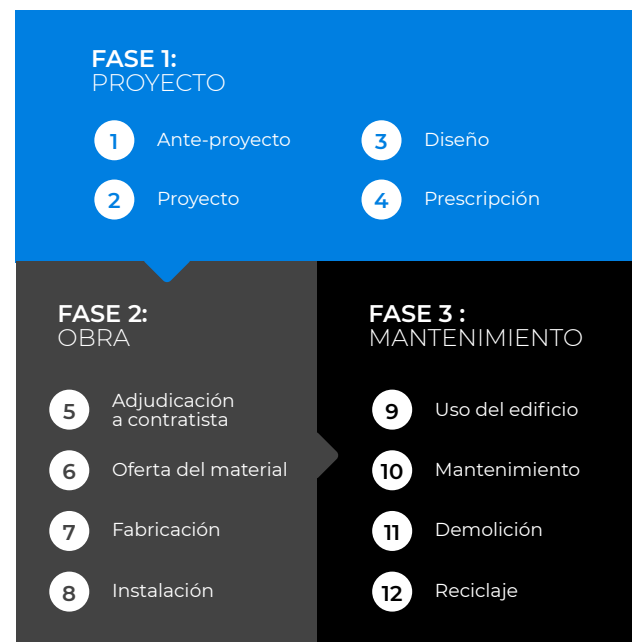 FASE 1:
PROYECTO
1 Ante-proyecto
2 Proyecto
3 Diseño
4 Prescripción
FASE 2:
OBRA
5 Adjudicación
a contratista
6 Oferta del material
7 Fabricación
8 Instalación
FASE 3 :
MANTENIMIENTO
9 Uso del edificio
10 Mantenimiento
11 Demolición
12 Reciclaje